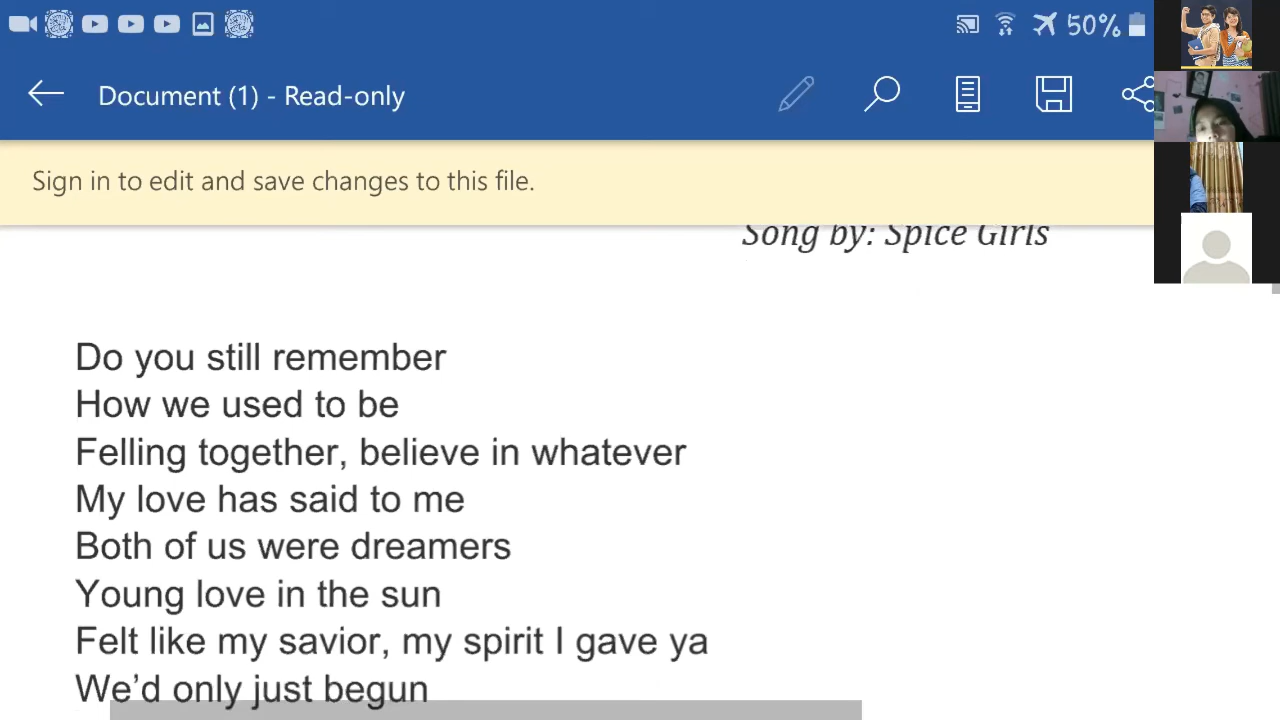 50%
Document (1) - Read-only
Sign in to edit and save changes to this file.
Song by: Spice Girls
Do you still remember
How we used to be
Felling together, believe in whatever
My love has said to me
Both of us were dreamers
Young love in the sun
Felt like my savior, my spirit I gave ya
We’d only just begun